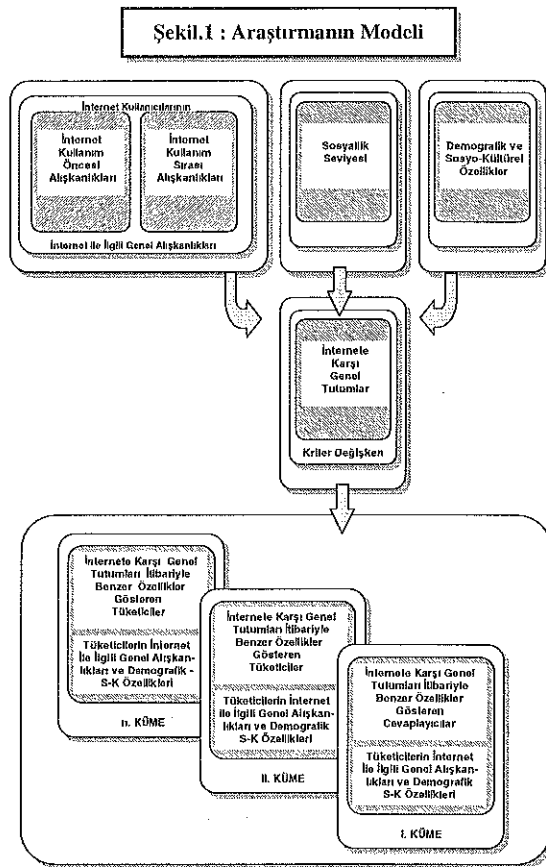 Şekil.1 : Araştırmanın Modeli
İnternet Kullanıcılarının
İnternet
Kullanım
Öncesi
Alışkanlıkları
İnternet
Kullanım
Sırası
Alışkanlıkları
İnternet ile İlgili Genel Alışkanlıkları
Sosyallik
Seviyesi
Demografik ve
Sosyo-Kültürel
Özellikler
İnternete
Karşı
Genel
Tutumlar
Kriter Değişken
İnternete Karşı Genel
Tutumları İtibariyle
Benzer Özellikler
Gösteren
Tüketiciler
Tüketicilerin İnternet
İle İlgili Genel Alışkan-
lıkları ve Demografik -
S-K Özellikleri
n. KÜME
İnternete Karşı Genel
Tutumları İtibariyle
Benzer Özellikler
Gösteren
Tüketiciler
Tüketicilerin İnternet
ile İlgili Genel Alışkan-
lıkları ve Demografik
S-K Özellikleri
II. KÜME
İnternete Karşı Genel
Tutumları İtibariyle
Benzer Özellikler
Gösteren
Cevaplayıcılar
Tüketicilerin İnternet
İle İlgili Genel Alışkan-
lıkları ve Demografik
S-K Özellikleri
I. KÜME